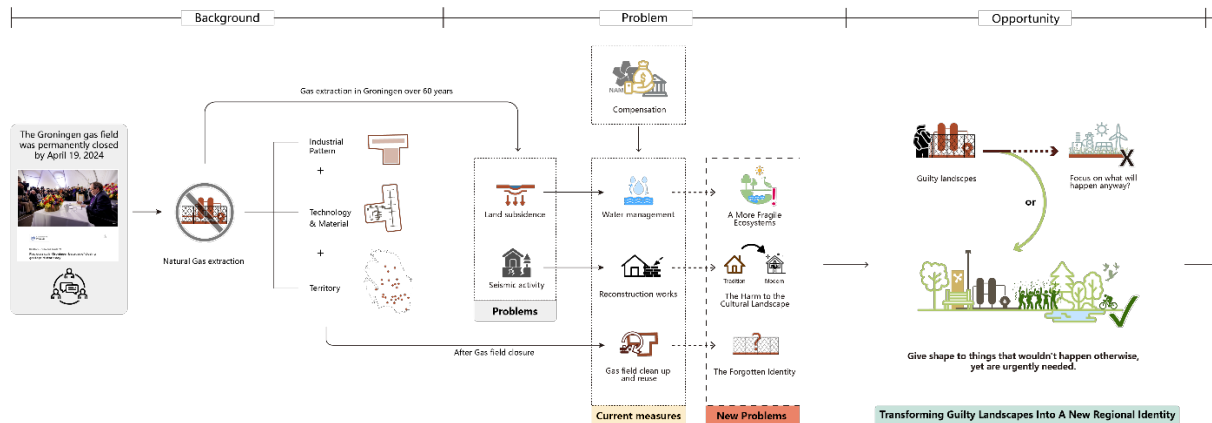 Background
Problem
Opportunity
The Groningen gas field
was permanently closed
by April 19, 2024
Natural Gas extraction
Gas extraction in Groningen over 60 years
Industrial
Pattern
+
Technology
& Material
+
Territory
After Gas field closure
Land subsidence
Seismic activity
Problems
NAM
$
Compensation
Water management
Reconstruction works
Gas field clean up
and reuse
Current measures
!
A More Fragile
Ecosystems
Tradition
Modern
The Harm to the
Cultural Landscape
?
The Forgotten Identity
New Problems
Guilty landscpes
X
Focus on what will
happen anyway?
or
Give shape to things that wouldn't happen otherwise,
yet are urgently needed.
Transforming Guilty Landscapes Into A New Regional Identity